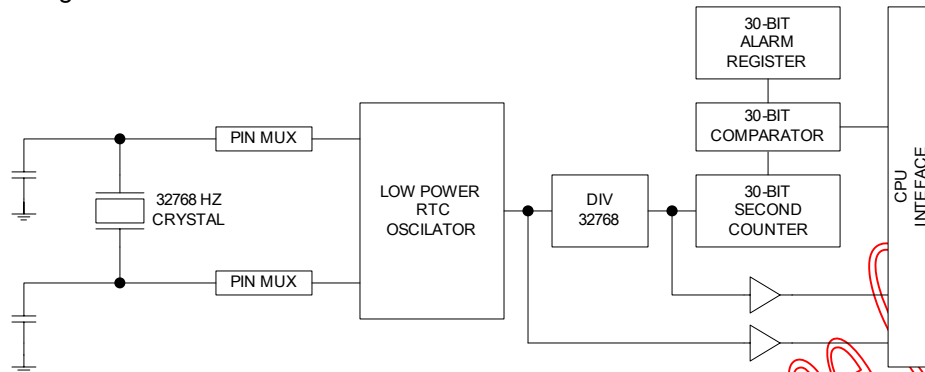 30-BIT
ALARM
REGISTER
PIN MUX
30-BIT
COMPARATOR
32768 HZ
CRYSTAL
LOW POWER
RTC
OSCILATOR
DIV
32768
30-BIT
SECOND
COUNTER
PIN MUX
CPU
INTEFACE